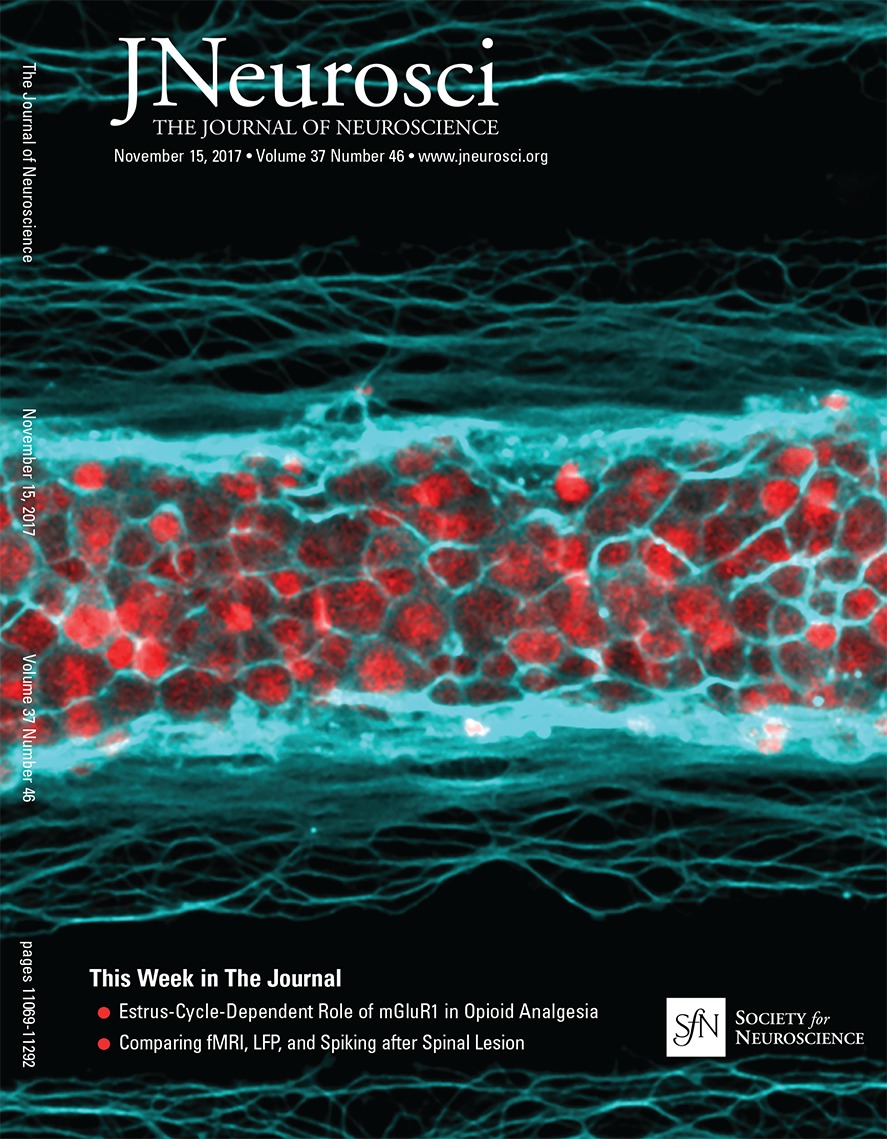 JNeurosci
THE JOURNAL OF NEUROSCIENCE
November 15, 2017 • Volume 37 Number 46 • www.jneurosci.org
The Journal of Neuroscience
November 15, 2017
Volume 37 Number 46
pages 11069-11292
This Week in The Journal
● Estrus-Cycle-Dependent Role of mGluR1 in Opioid Analgesia
● Comparing fMRI, LFP, and Spiking after Spinal Lesion
SfN
SOCIETY for
NEUROSCIENCE